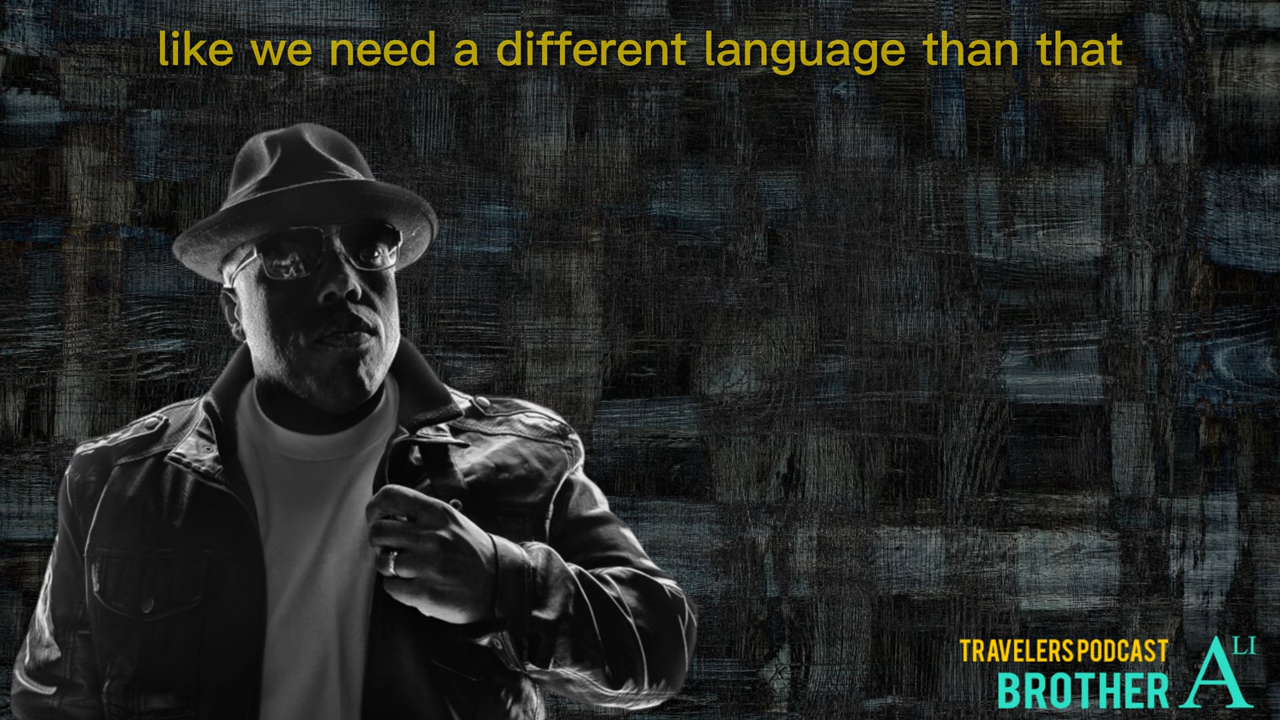 like we need a different language than that
TRAVELERS PODCAST
BROTHER ALI